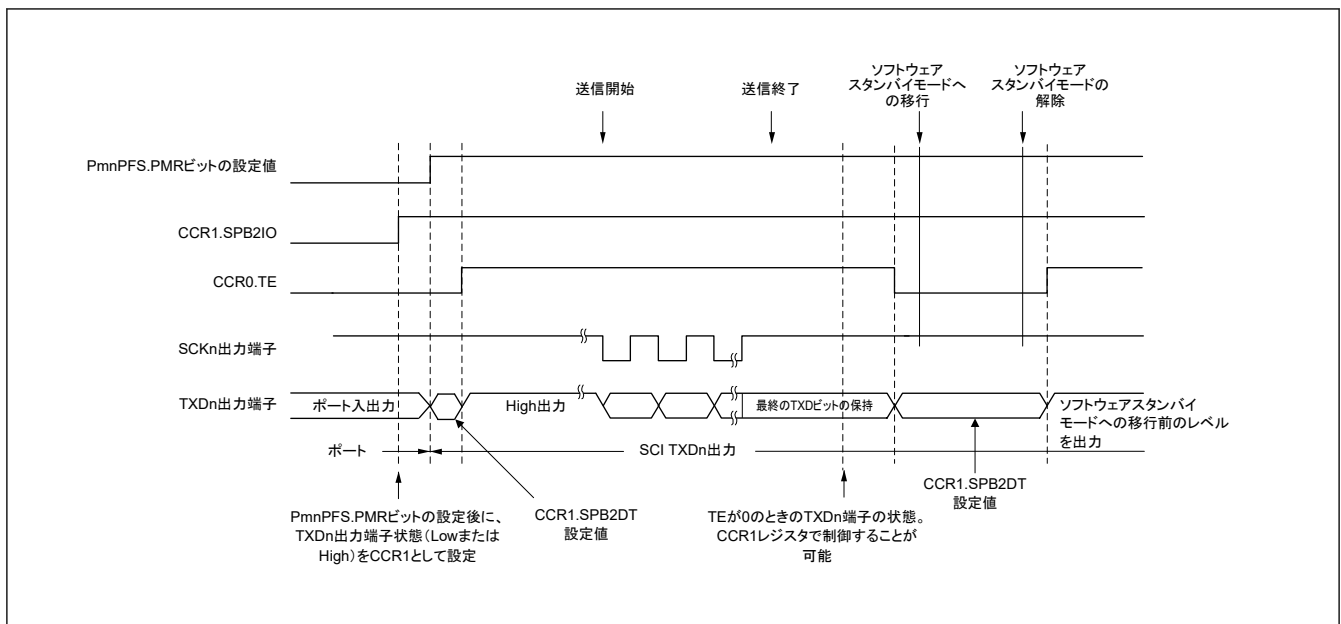 ソフトウェア
スタンバイモードへ
の移行
ソフトウェア
スタンバイモードの
解除
送信開始
送信終了
PmnPFS.PMRビットの設定値
CCR1.SPB2IO
CCR0.TE
SCKn出力端子
TXDn出力端子
ポート入出力
High出力
最終のTXDビットの保持
ソフトウェアスタンバイ
モードへの移行前のレベル
を出力
ポート
SCI TXDn出力
CCR1.SPB2DT
設定値
PmnPFS.PMRビットの設定後に、
TXDn出力端子状態(Lowまたは
High)をCCR1として設定
CCR1.SPB2DT
設定値
TEが0のときのTXDn端子の状態。
CCR1レジスタで制御することが
可能